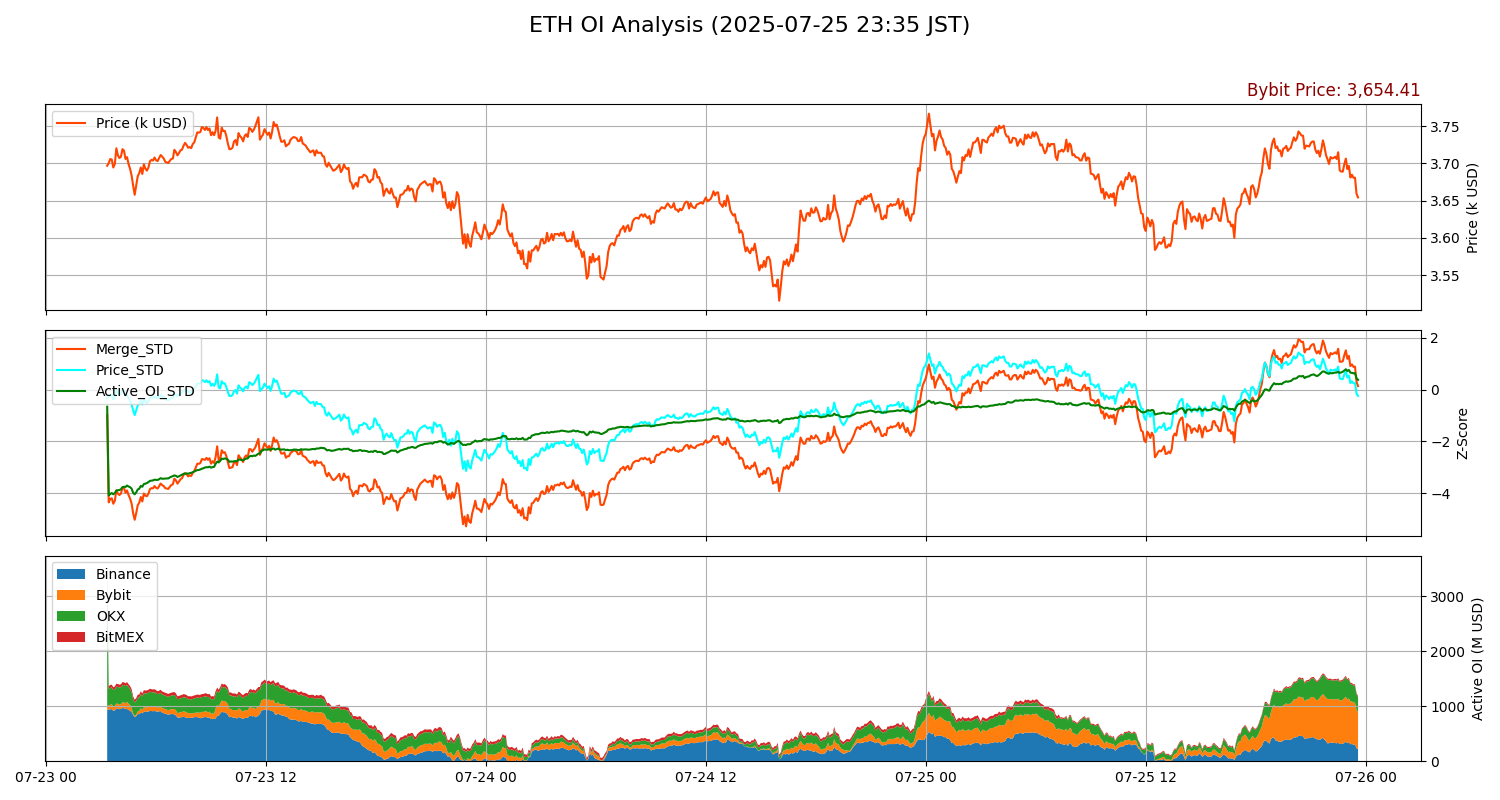 ETH OI Analysis (2025-07-25 23:35 JST)
Bybit Price: 3,654.41
Price (k USD)
3.75
3.70
3.65
3.60
3.55
Price (k USD)
Merge_STD
Price_STD
Active_OI_STD
2
0
−2
−4
Z-Score
Binance
Bybit
OKX
BitMEX
3000
2000
1000
0
Active OI (M USD)
07-23 00
07-23 12
07-24 00
07-24 12
07-25 00
07-25 12
07-26 00